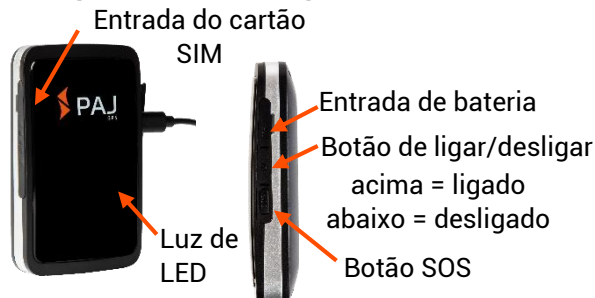 Entrada do cartão
SIM
PAJ
GPS
Entrada de bateria
Botão de ligar/desligar
acima = ligado
abaixo = desligado
Luz de
LED
Botão SOS